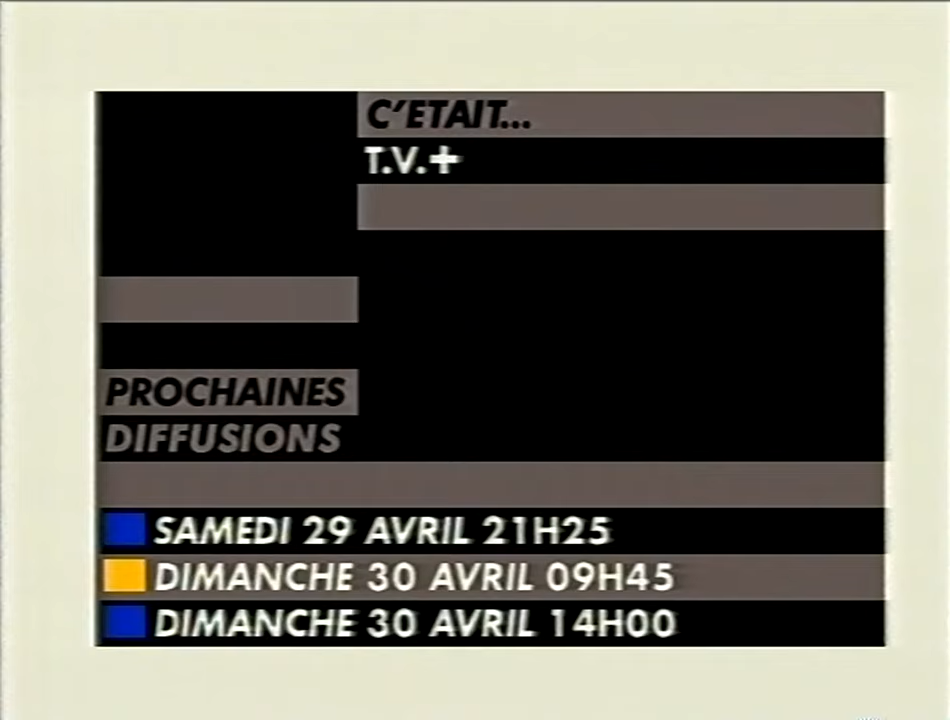 C'ETAIT...
T.V.+
PROCHAINES
DIFFUSIONS
SAMEDI 29 AVRIL 21H25
DIMANCHE 30 AVRIL 09H45
DIMANCHE 30 AVRIL 14H00